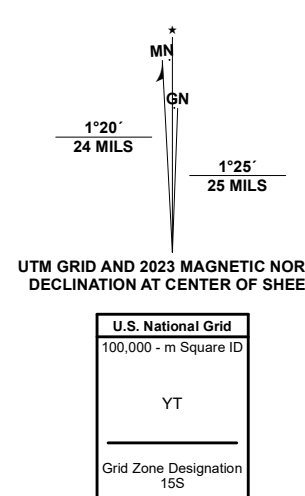 ★
MN
GN
1°20´
24 MILS
1°25´
25 MILS
UTM GRID AND 2023 MAGNETIC NOR
DECLINATION AT CENTER OF SHEE
U.S. National Grid
100,000 - m Square ID
YT
Grid Zone Designation
15S